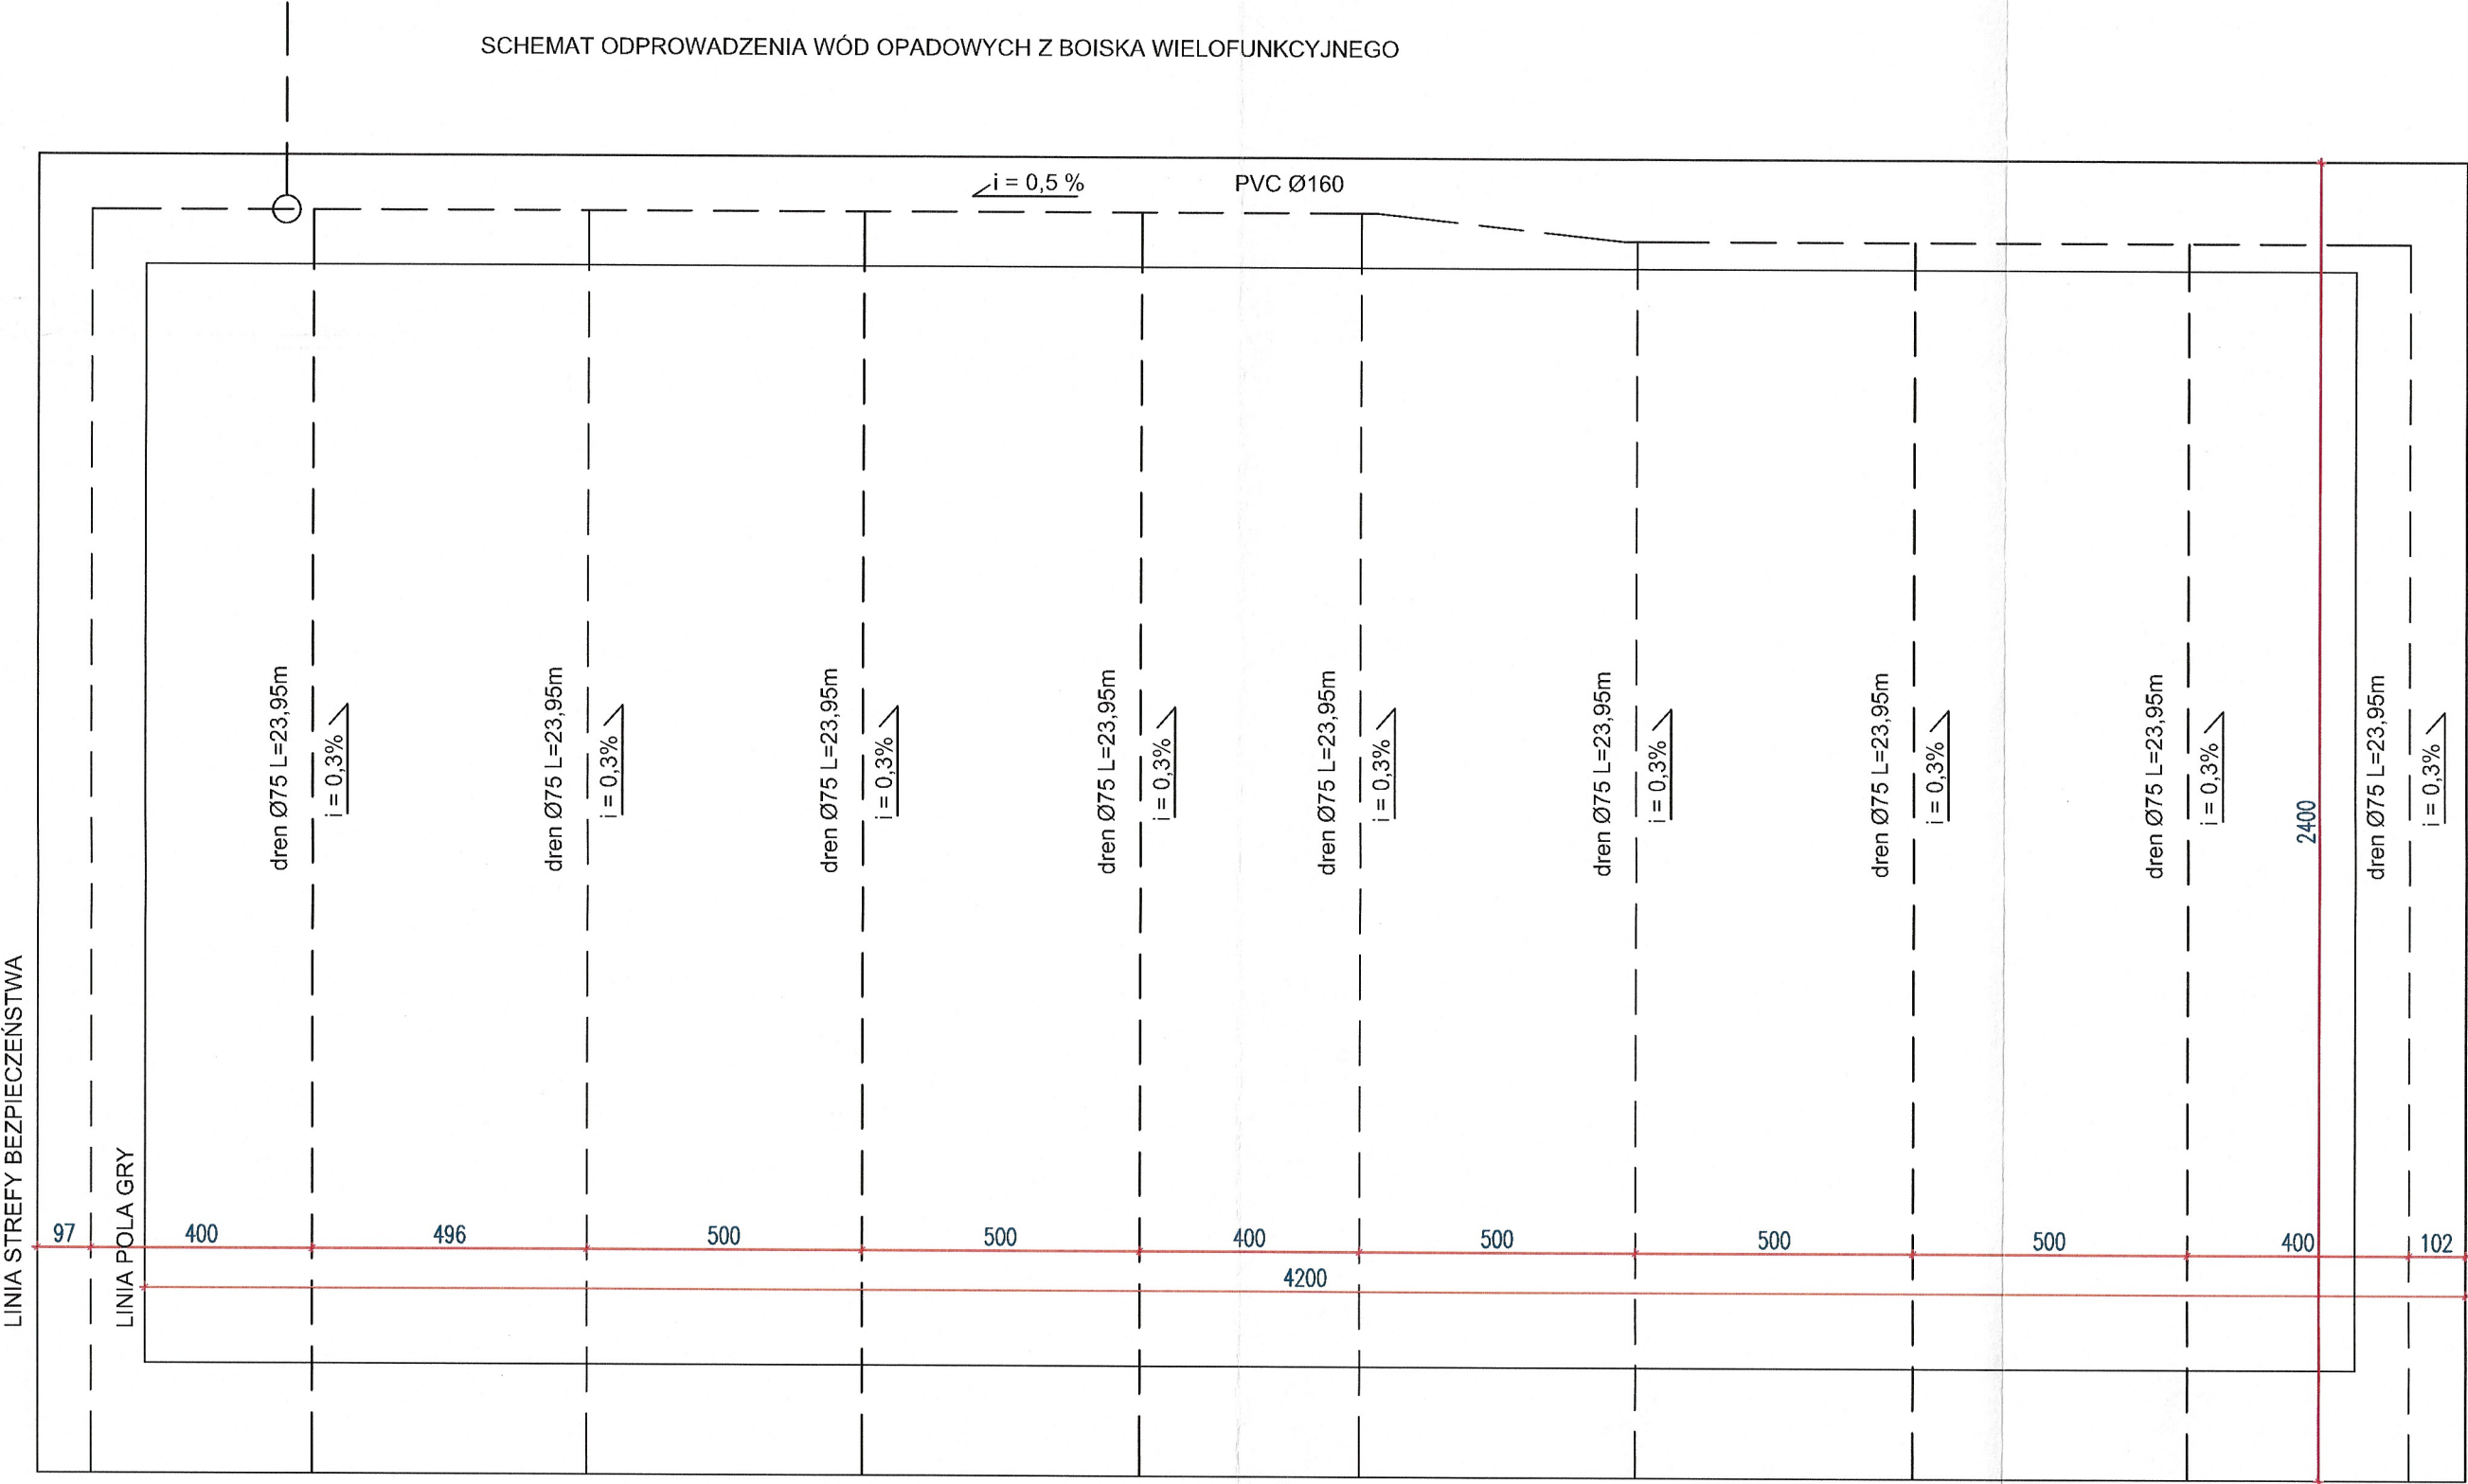 SCHEMAT ODPROWADZENIA WÓD OPADOWYCH Z BOISKA WIELOFUNKCYJNEGO
i = 0,5 %
PVC Ø160
dren Ø75 L=23,95m
i = 0,3%
dren Ø75 L=23,95m
i = 0,3%
dren Ø75 L=23,95m
i = 0,3%
dren Ø75 L=23,95m
i = 0,3%
dren Ø75 L=23,95m
i = 0,3%
dren Ø75 L=23,95m
i = 0,3%
dren Ø75 L=23,95m
i = 0,3%
dren Ø75 L=23,95m
i = 0,3%
2400
dren Ø75 L=23,95m
i = 0,3%
LINIA STREFY BEZPIECZEŃSTWA
LINIA POLA GRY
97
400
496
500
500
400
500
500
500
400
102
4200